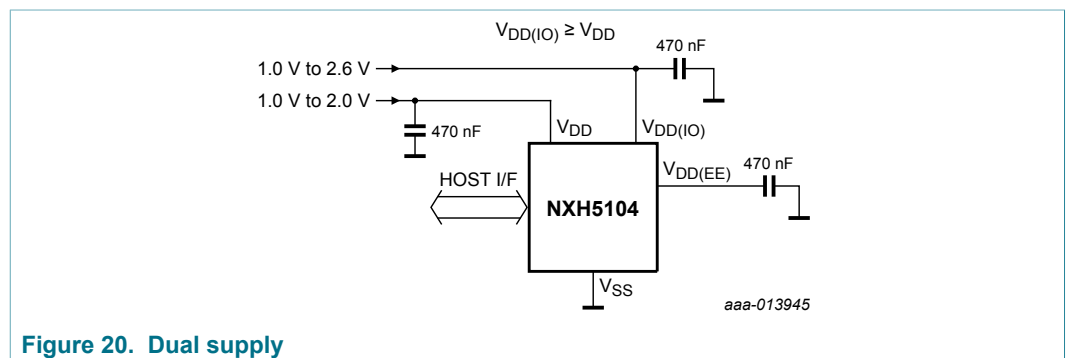 VDD(IO) ≥ VDD
470 nF
1.0 V to 2.6 V
1.0 V to 2.0 V
470 nF
VDD
VDD(IO)
VDD(EE)
470 nF
HOST I/F
NXH5104
VSS
aaa-013945
Figure 20. Dual supply